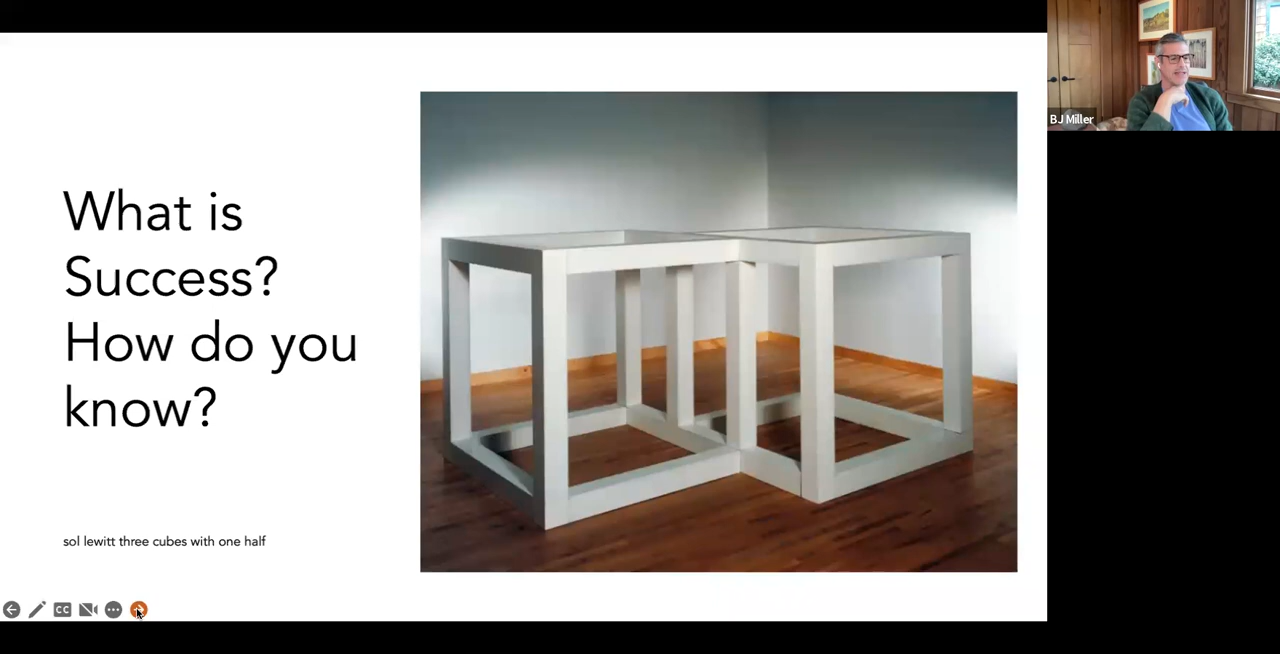 What is
Success?
How do you
know?
sol lewitt three cubes with one half
CC
BJ Miller